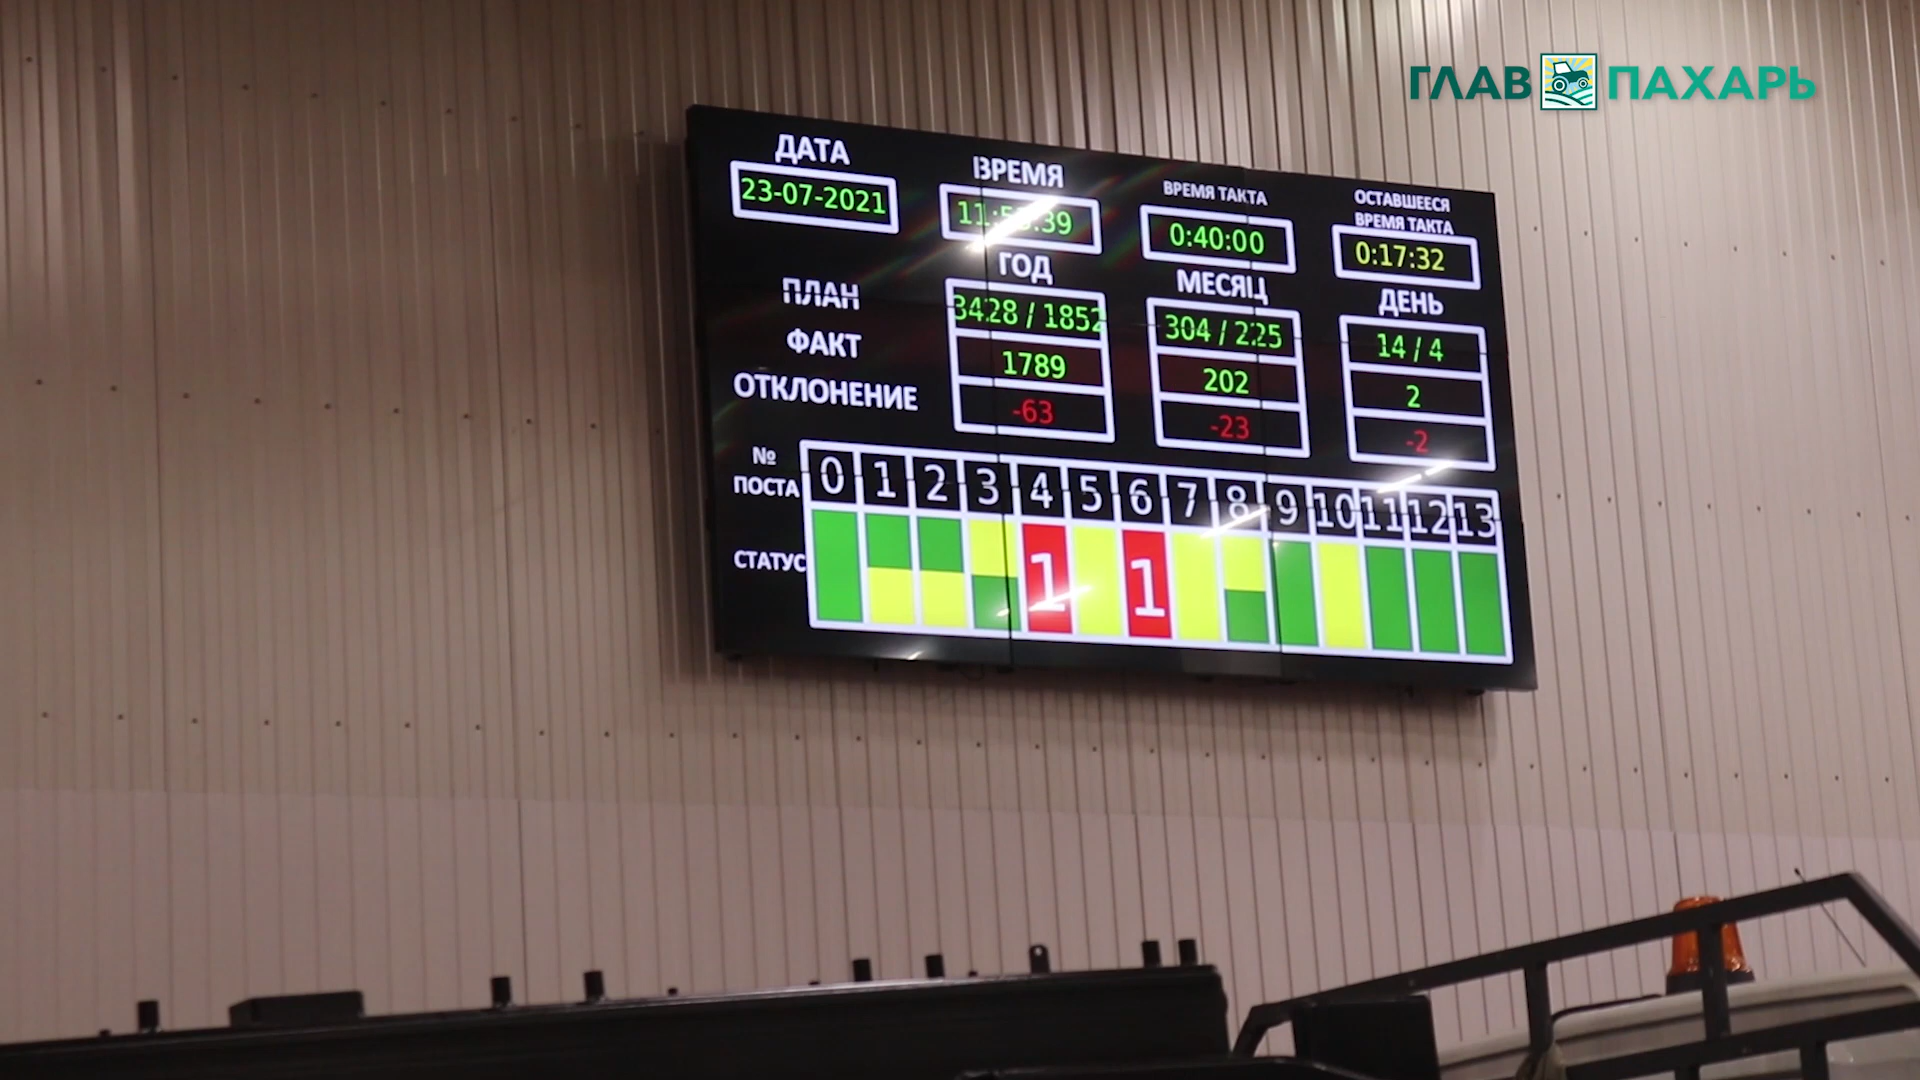 ГЛАВ ПАХАРЬ
ДАТА ВРЕМЯ ВРЕМЯ ТАКТА ОСТАВШЕЕСЯ
ВРЕМЯ ТАКТА
23-07-2021 0:40:00 0:17:32
ГОД МЕСЯЦ ДЕНЬ
ПЛАН 3428 / 1852 304 / 225 14 / 4
ФАКТ 1789 202 2
ОТКЛОНЕНИЕ -63 -23 -2
№
ПОСТА 0 1 2 3 4 5 6 7 8 9 10 11 12 13
СТАТУС 1 1